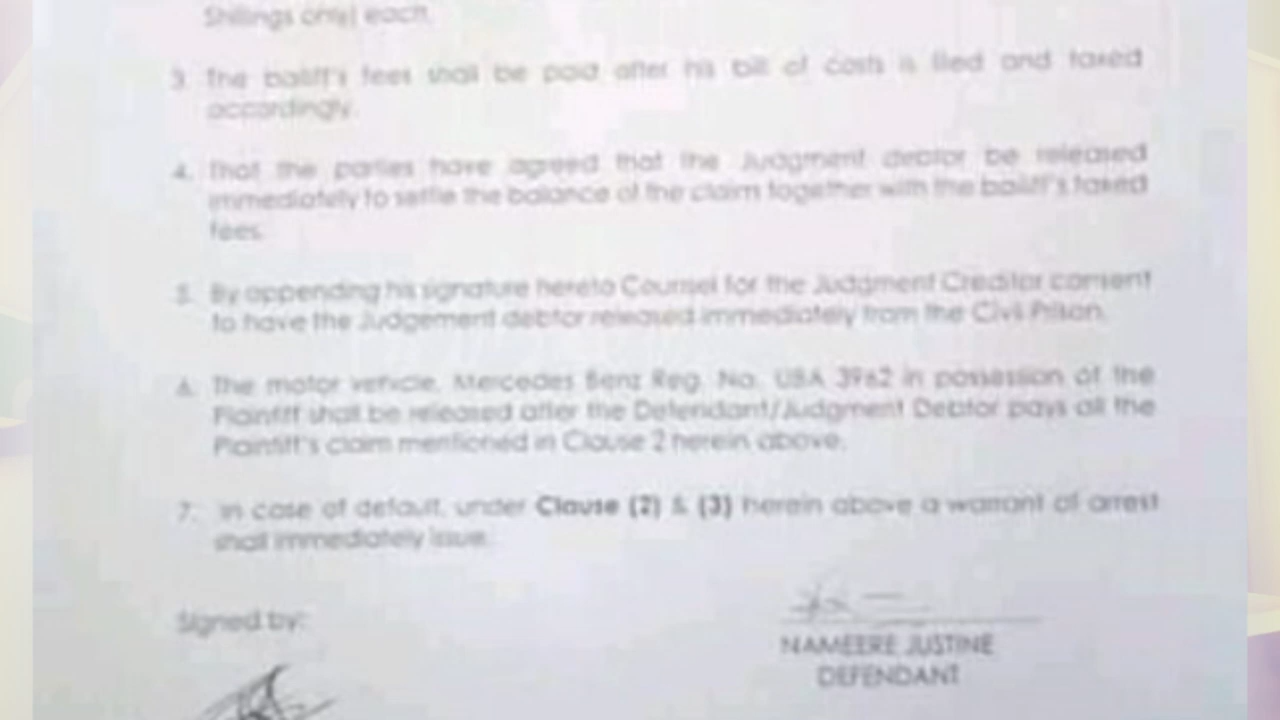 Shillings only) each.
3. The bailiff's fees shall be paid after his bill of costs is filed and taxed
accordingly.
4. That the parties have agreed that the Judgment debtor be released
immediately to settle the balance of the claim together with the bailiff's taxed
fees.
5. By appending his signature hereto Counsel for the Judgment Creditor consent
to have the Judgement debtor released immediately from the Civil Prison.
6. The motor vehicle, Mercedes Benz Reg. No. UBA 3962 in possession of the
Plaintiff shall be released after the Defendant/Judgment Debtor pays all the
Plaintiff's claim mentioned in Clause 2 herein above.
7. In case of default, under Clause (2) & (3) herein above a warrant of arrest
shall immediately issue.
Signed by:
NAMEERE JUSTINE
DEFENDANT